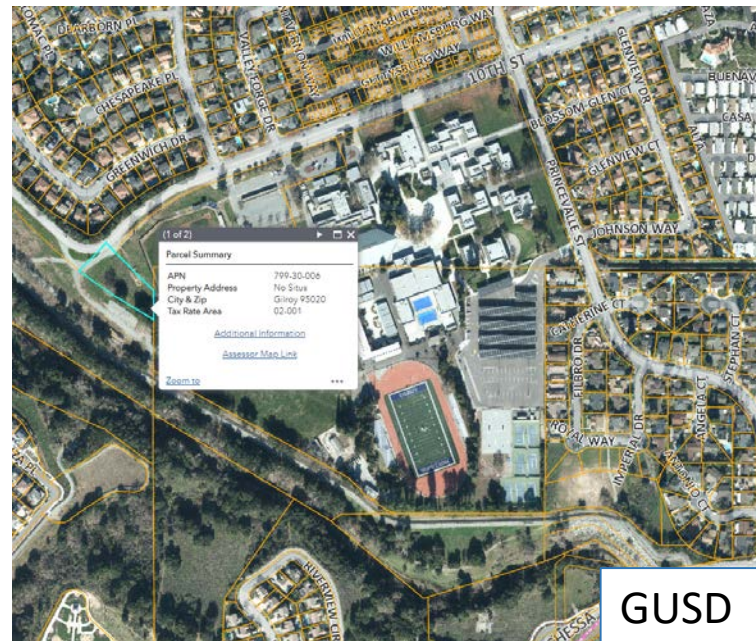 DEARBORN PL
CHESAPEAKE PL
GREENWICH DR
VALLEY FORGE DR
WILLIAMSBURG WAY
GETTYSBURG WAY
10TH ST
BLOSSOM GLEN CT
GLENVIEW DR
GLENVIEW CT
PRINCEVALLE ST
JOHNSON WAY
CASA
(1 of 2)
Parcel Summary
APN 799-30-006
Property Address No Situs
City & Zip Gilroy 95020
Tax Rate Area 02-001
Additional Information
Assessor Map Link
Zoom to
FILBRO DR
ROYAL WAY
IMPERIAL DR
ANGELA CT
ANTONIO CT
STEPHAN CT
RIVERVIEW CIR
GUSD